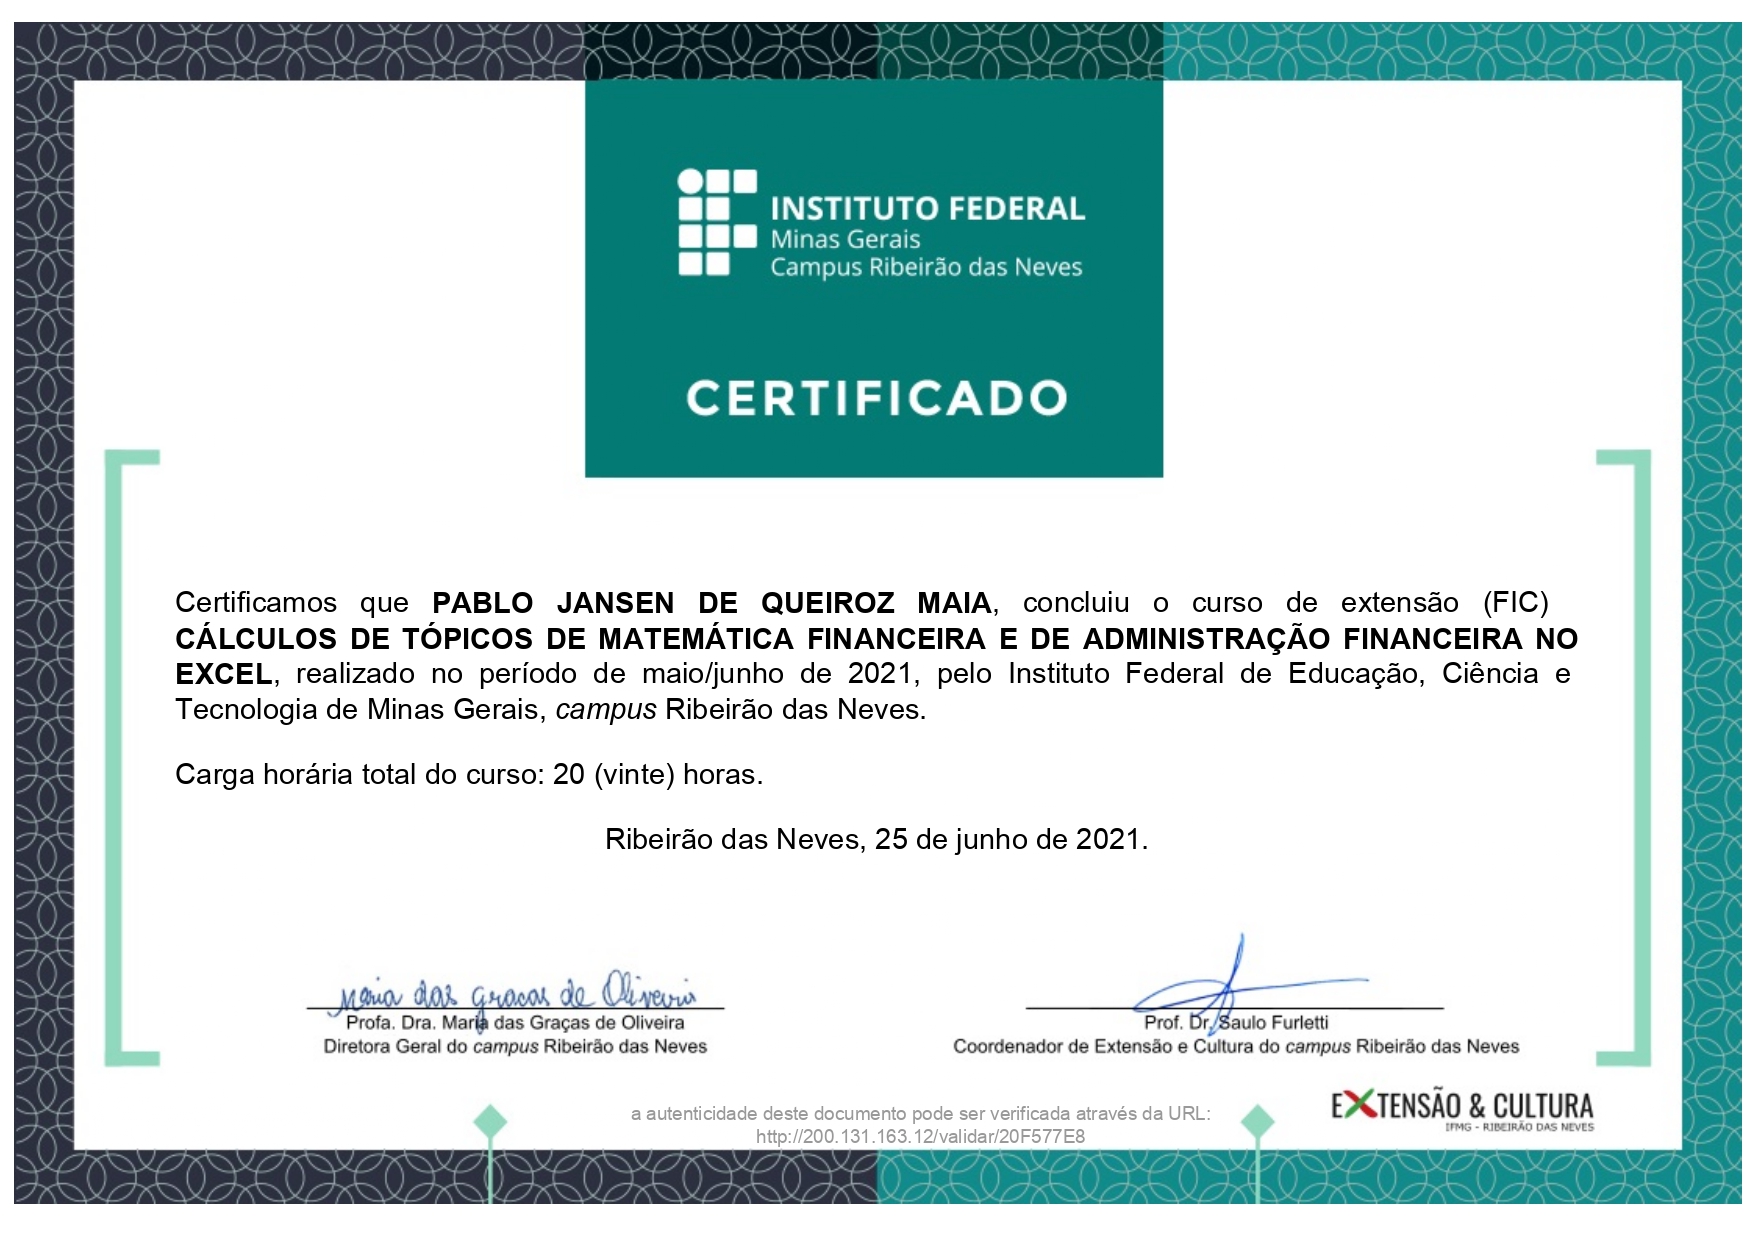 INSTITUTO FEDERAL
Minas Gerais
Campus Ribeirão das Neves
CERTIFICADO
Certificamos que PABLO JANSEN DE QUEIROZ MAIA, concluiu o curso de extensão (FIC)
CÁLCULOS DE TÓPICOS DE MATEMÁTICA FINANCEIRA E DE ADMINISTRAÇÃO FINANCEIRA NO
EXCEL, realizado no período de maio/junho de 2021, pelo Instituto Federal de Educação, Ciência e
Tecnologia de Minas Gerais, campus Ribeirão das Neves.
Carga horária total do curso: 20 (vinte) horas.
Ribeirão das Neves, 25 de junho de 2021.
Maria das Graças de Oliveira
Profa. Dra. Maria das Graças de Oliveira
Diretora Geral do campus Ribeirão das Neves
Prof. Dr. Saulo Furletti
Coordenador de Extensão e Cultura do campus Ribeirão das Neves
EXTENSÃO & CULTURA
IFMG - RIBEIRÃO DAS NEVES
a autenticidade deste documento pode ser verificada através da URL:
http://200.131.163.12/validar/20F577E8